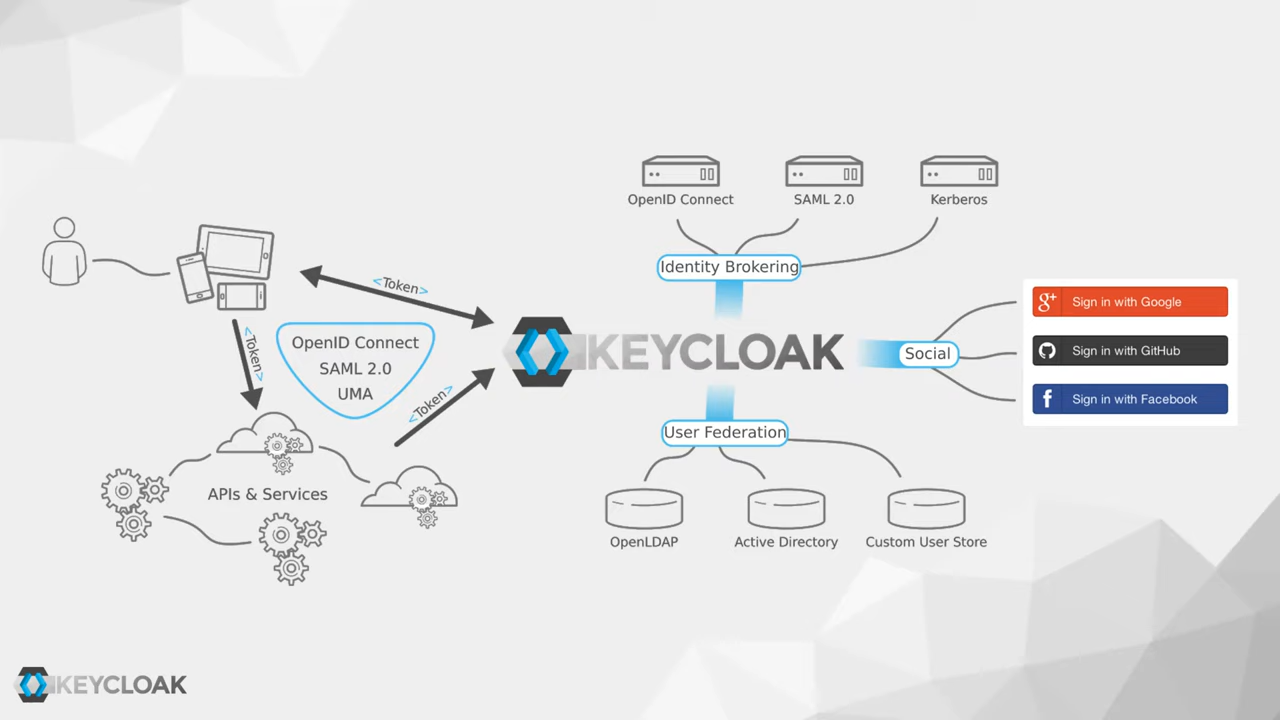 OpenID Connect
SAML 2.0
Kerberos
Identity Brokering
<Token>
<Token>
OpenID Connect
SAML 2.0
UMA
<Token>
KEYCLOAK
Social
g+ Sign in with Google
Sign in with GitHub
f Sign in with Facebook
User Federation
APIs & Services
OpenLDAP
Active Directory
Custom User Store
KEYCLOAK